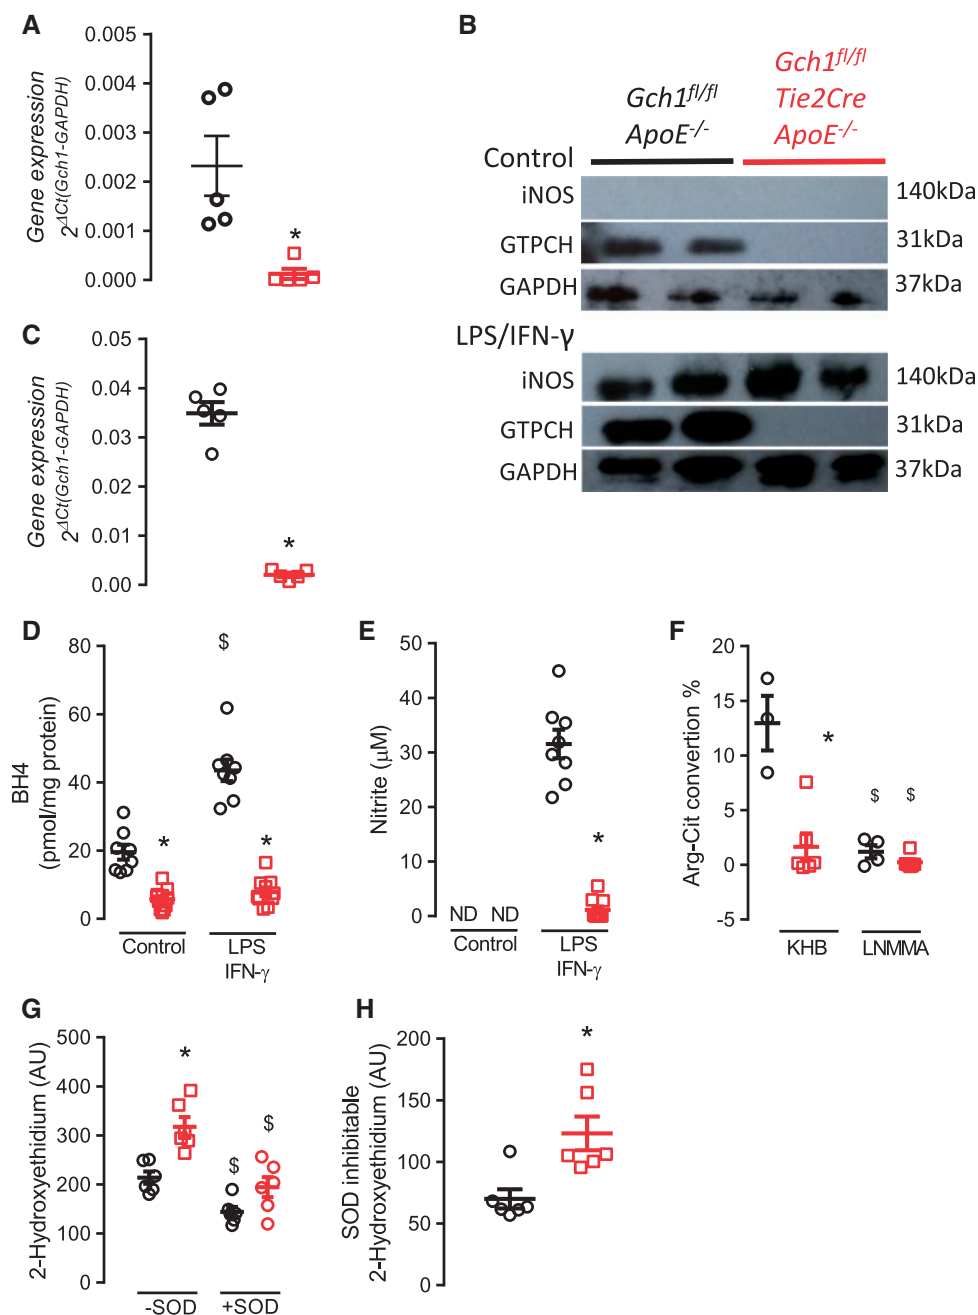 A
Gene expression
2^ΔCt(Gch1-GAPDH)
0.005
0.004
0.003
0.002
0.001
0.000
*
B
Gch1^fl/fl
ApoE^-/-
Gch1^fl/fl
Tie2Cre
ApoE^-/-
Control
iNOS
140kDa
GTPCH
31kDa
GAPDH
37kDa
LPS/IFN-γ
iNOS
140kDa
GTPCH
31kDa
GAPDH
37kDa
C
Gene expression
2^ΔCt(Gch1-GAPDH)
0.05
0.04
0.03
0.02
0.01
0.00
*
D
BH4
(pmol/mg protein)
80
60
40
20
0
*
$
*
Control
LPS
IFN-γ
E
Nitrite (μM)
50
40
30
20
10
0
ND
ND
*
Control
LPS
IFN-γ
F
Arg-Cit convertion %
20
15
10
5
0
-5
*
$
$
KHB
LNMMA
G
2-Hydroxyethidium (AU)
500
400
300
200
100
0
*
$
$
-SOD
+SOD
H
SOD inhibitable
2-Hydroxyethidium (AU)
200
150
100
50
0
*